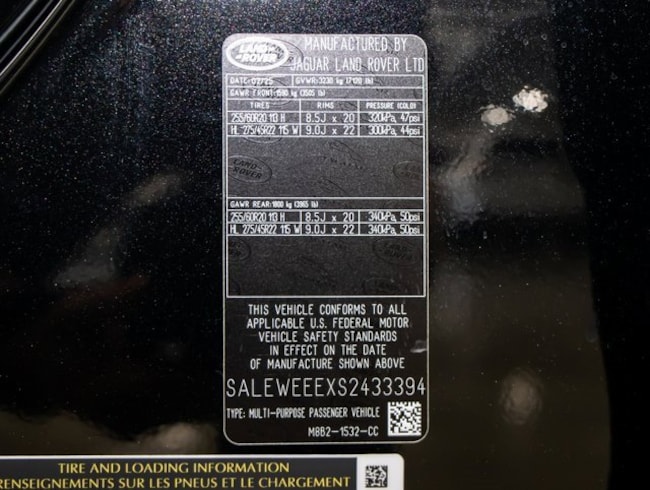 LAND ROVER
MANUFACTURED BY
JAGUAR LAND ROVER LTD
DATE: 02/25 GVWR: 3230 kg (7120 lb)
GAWR FRONT: 1590 kg (3505 lb)
TIRES RIMS PRESSURE (COLD)
255/60R20 113 H 8.5J x 20 320kPa, 47psi
HL 275/45R22 115 W 9.0J x 22 300kPa, 44psi
LAND ROVER
GAWR REAR: 1800 kg (3965 lb)
255/60R20 113 H 8.5J x 20 340kPa, 50psi
HL 275/45R22 115 W 9.0J x 22 340kPa, 50psi
THIS VEHICLE CONFORMS TO ALL
APPLICABLE U.S. FEDERAL MOTOR
VEHICLE SAFETY STANDARDS
IN EFFECT ON THE DATE
OF MANUFACTURE SHOWN ABOVE
SALEWEEEXS2433394
TYPE: MULTI-PURPOSE PASSENGER VEHICLE
M8B2-1532-CC
TIRE AND LOADING INFORMATION
RENSEIGNEMENTS SUR LES PNEUS ET LE CHARGEMENT